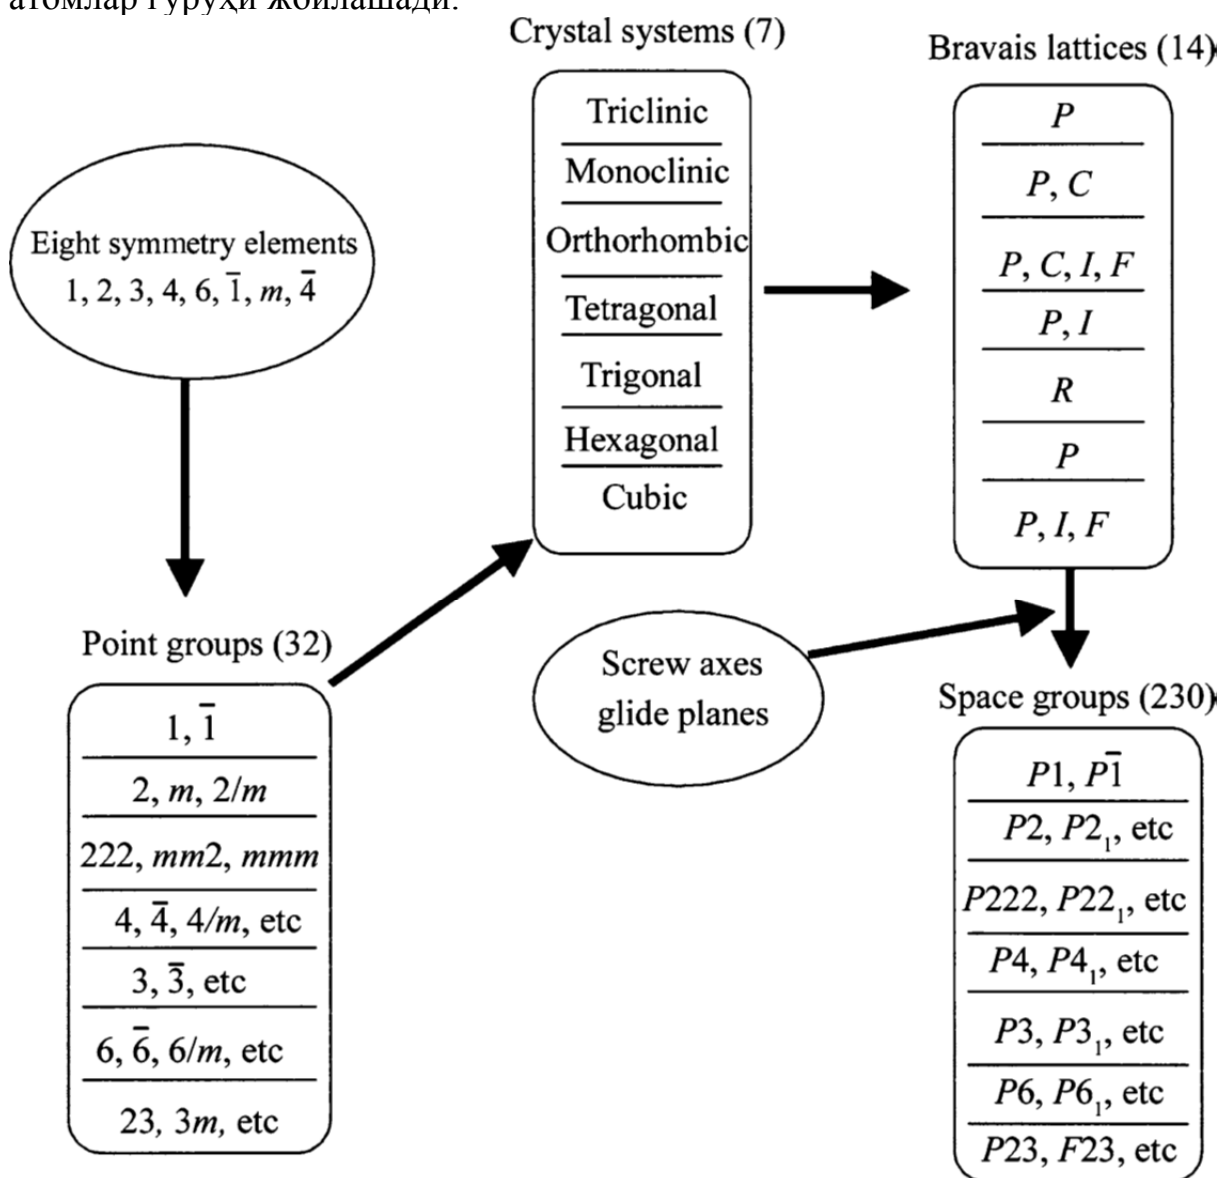 атомлар гуруҳи жойлашади.
Crystal systems (7)
Triclinic
Monoclinic
Orthorhombic
Tetragonal
Trigonal
Hexagonal
Cubic
Bravais lattices (14)
P
P, C
P, C, I, F
P, I
R
P
P, I, F
Eight symmetry elements
1, 2, 3, 4, 6, 1̅, m, 4̅
Point groups (32)
1, 1̅
2, m, 2/m
222, mm2, mmm
4, 4̅, 4/m, etc
3, 3̅, etc
6, 6̅, 6/m, etc
23, 3m, etc
Screw axes
glide planes
Space groups (230)
P1, P1̅
P2, P2₁, etc
P222, P22₁, etc
P4, P4₁, etc
P3, P3₁, etc
P6, P6₁, etc
P23, F23, etc